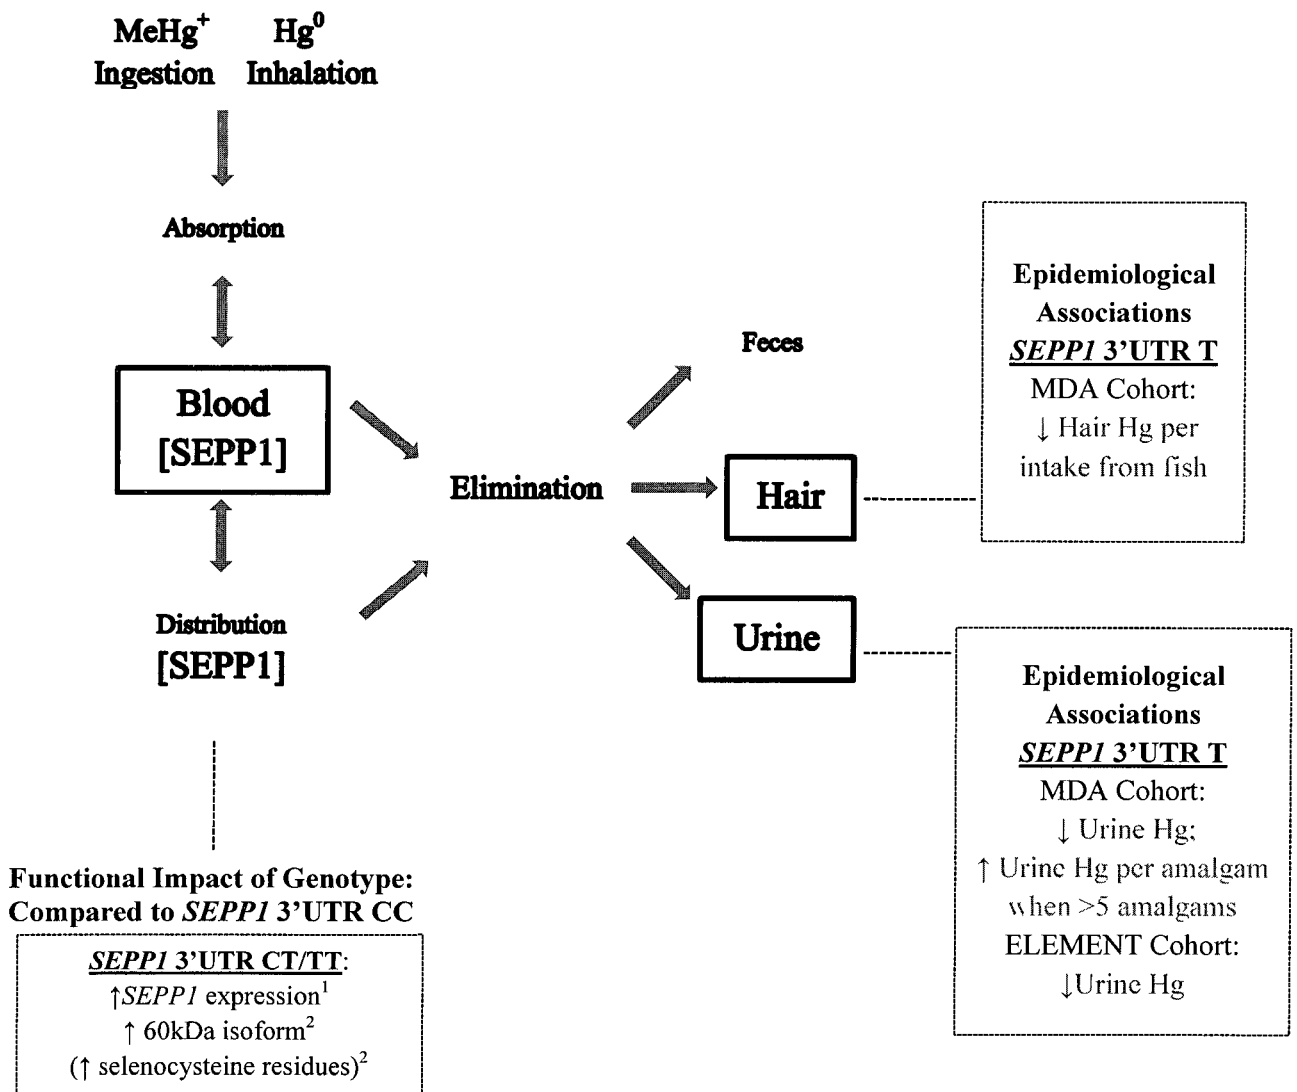 MeHg⁺ Hg⁰
Ingestion Inhalation
Absorption
Blood
[SEPP1]
Distribution
[SEPP1]
Elimination
Feces
Hair
Urine
Epidemiological
Associations
SEPP1 3’UTR T
MDA Cohort:
↓ Hair Hg per
intake from fish
Epidemiological
Associations
SEPP1 3’UTR T
MDA Cohort:
↓ Urine Hg;
↑ Urine Hg per amalgam
when >5 amalgams
ELEMENT Cohort:
↓Urine Hg
Functional Impact of Genotype:
Compared to SEPP1 3’UTR CC
SEPP1 3’UTR CT/TT:
↑SEPP1 expression¹
↑ 60kDa isoform²
(↑ selenocysteine residues)²